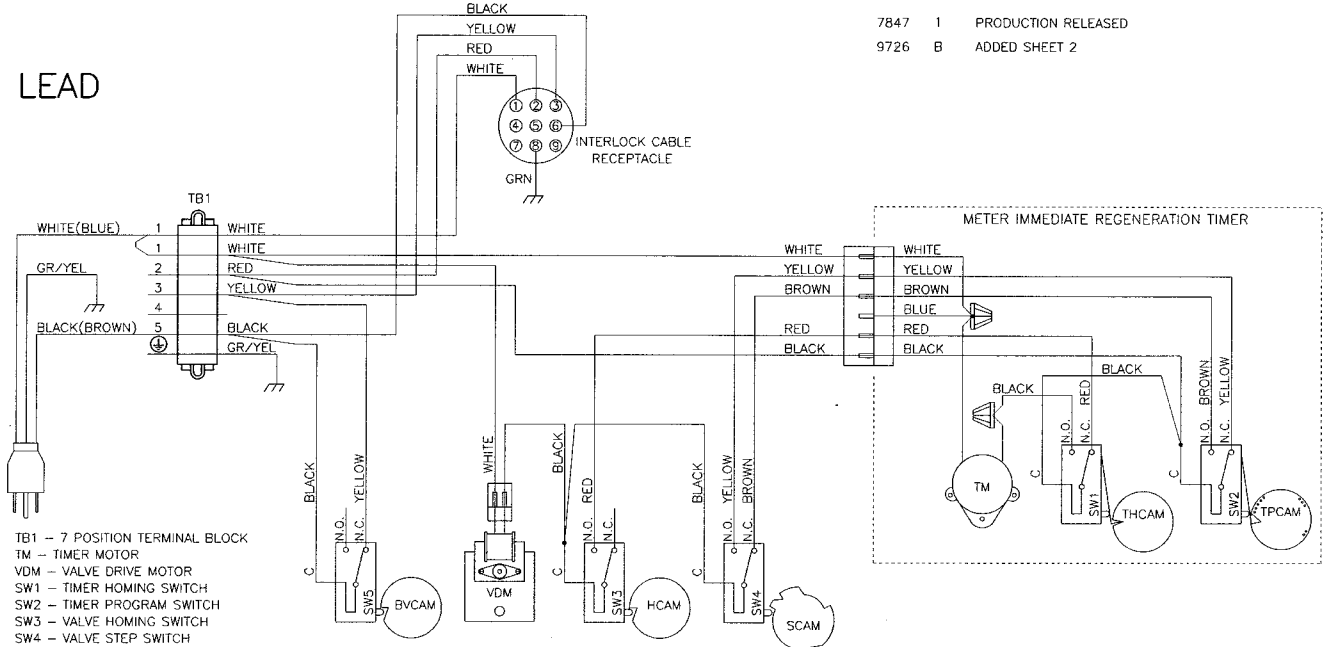 BLACK
YELLOW
RED
WHITE
7847 1 PRODUCTION RELEASED
9726 B ADDED SHEET 2
LEAD
1 2 3
4 5 6
7 8 9
INTERLOCK CABLE
RECEPTACLE
GRN
TB1
WHITE(BLUE) 1 WHITE
1 WHITE
GR/YEL 2 RED
3 YELLOW
4
BLACK(BROWN) 5 BLACK
GR/YEL
METER IMMEDIATE REGENERATION TIMER
WHITE WHITE
YELLOW YELLOW
BROWN BROWN
BLUE
RED RED
BLACK BLACK
BLACK
BLACK
RED
BROWN
YELLOW
N.O.
N.C.
N.O.
N.C.
C
C
TM
SW1
THCAM
SW2
TPCAM
BLACK
YELLOW
WHITE
BLACK
RED
BLACK
YELLOW
BROWN
N.O.
N.C.
N.O.
N.C.
N.O.
N.C.
C
C
C
SW5
BVCAM
VDM
SW3
HCAM
SW4
SCAM
TB1 – 7 POSITION TERMINAL BLOCK
TM – TIMER MOTOR
VDM – VALVE DRIVE MOTOR
SW1 – TIMER HOMING SWITCH
SW2 – TIMER PROGRAM SWITCH
SW3 – VALVE HOMING SWITCH
SW4 – VALVE STEP SWITCH